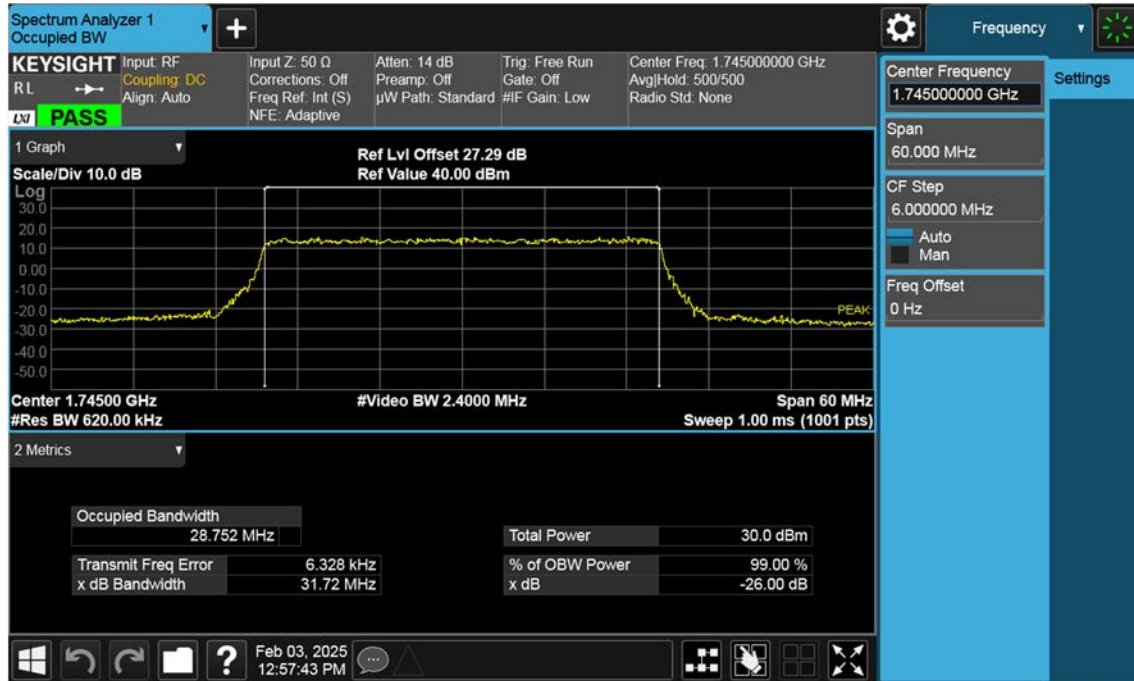 Spectrum Analyzer 1
Occupied BW
+
Frequency
KEYSIGHT
R L
LXI
PASS
Input: RF
Coupling: DC
Align: Auto
Input Z: 50 Ω
Corrections: Off
Freq Ref: Int (S)
NFE: Adaptive
Atten: 14 dB
Preamp: Off
µW Path: Standard
Trig: Free Run
Gate: Off
#IF Gain: Low
Center Freq: 1.745000000 GHz
Avg|Hold: 500/500
Radio Std: None
Center Frequency
1.745000000 GHz
Settings
Span
60.000 MHz
CF Step
6.000000 MHz
Auto
Man
Freq Offset
0 Hz
1 Graph
Scale/Div 10.0 dB
Ref Lvl Offset 27.29 dB
Ref Value 40.00 dBm
Log
30.0
20.0
10.0
0.00
-10.0
-20.0
-30.0
-40.0
-50.0
PEAK
Center 1.74500 GHz
#Video BW 2.4000 MHz
Span 60 MHz
#Res BW 620.00 kHz
Sweep 1.00 ms (1001 pts)
2 Metrics
Occupied Bandwidth
28.752 MHz
Total Power 30.0 dBm
Transmit Freq Error 6.328 kHz
% of OBW Power 99.00 %
x dB Bandwidth 31.72 MHz
x dB -26.00 dB
?
Feb 03, 2025
12:57:43 PM